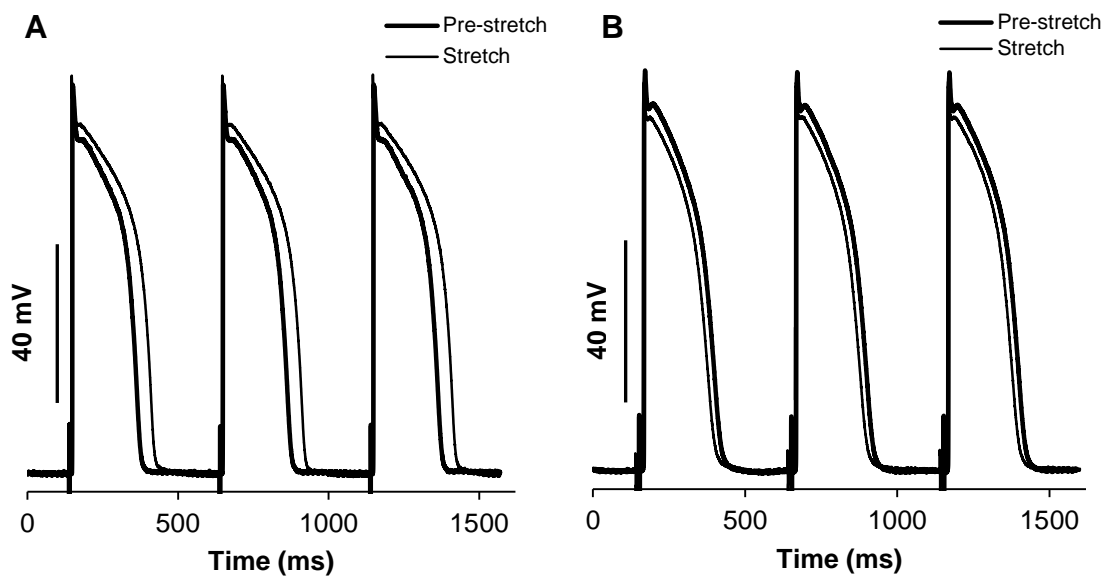 A
Pre-stretch
Stretch
40 mV
0
500
1000
1500
Time (ms)
B
Pre-stretch
Stretch
40 mV
0
500
1000
1500
Time (ms)